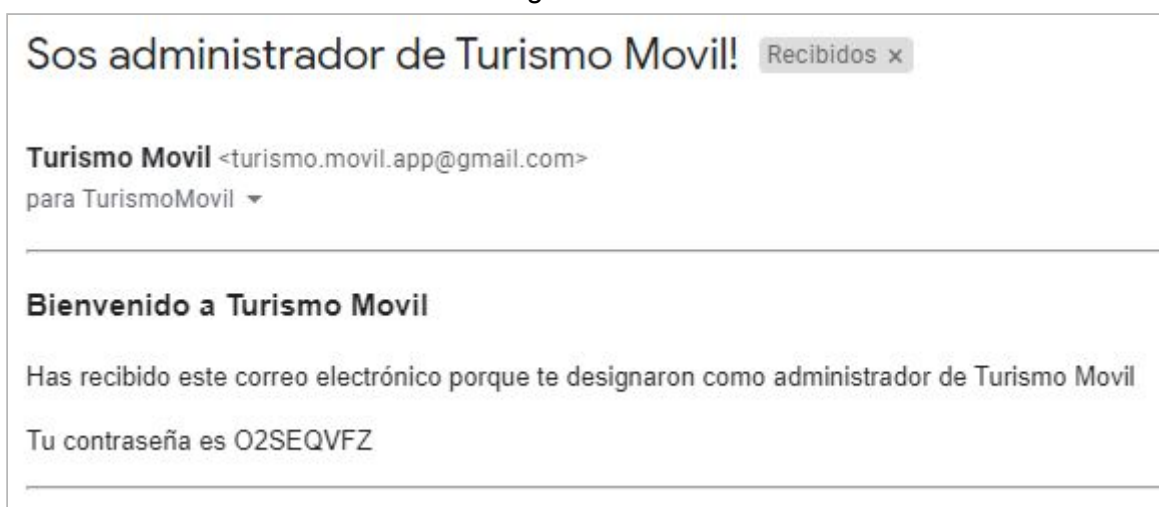 Sos administrador de Turismo Movil! Recibidos x
Turismo Movil <turismo.movil.app@gmail.com>
para TurismoMovil
Bienvenido a Turismo Movil
Has recibido este correo electrónico porque te designaron como administrador de Turismo Movil
Tu contraseña es O2SEQVFZ